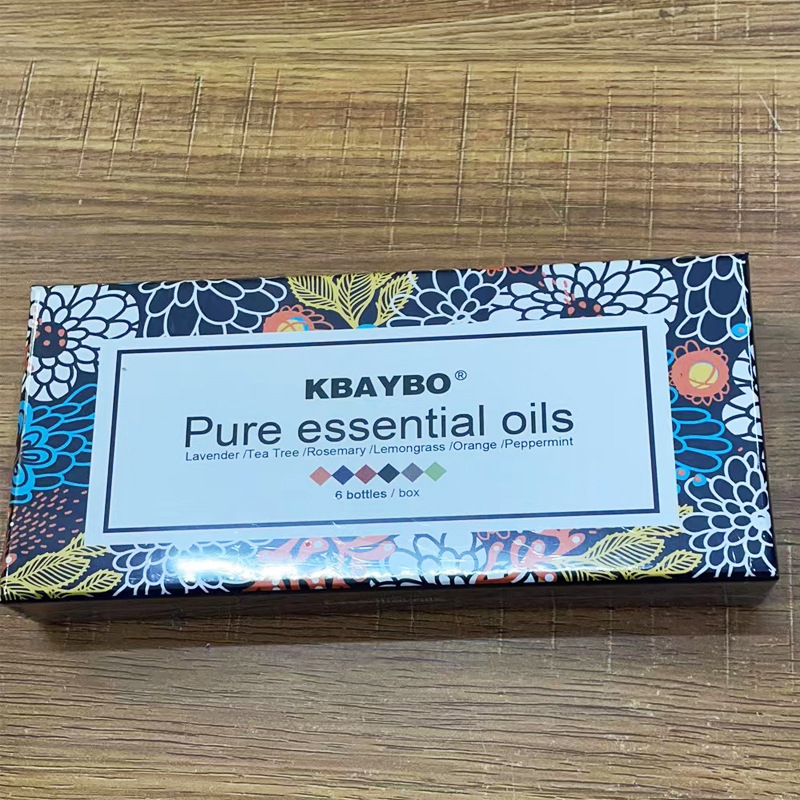 KBAYBO®
Pure essential oils
Lavender /Tea Tree /Rosemary /Lemongrass /Orange /Peppermint
6 bottles / box